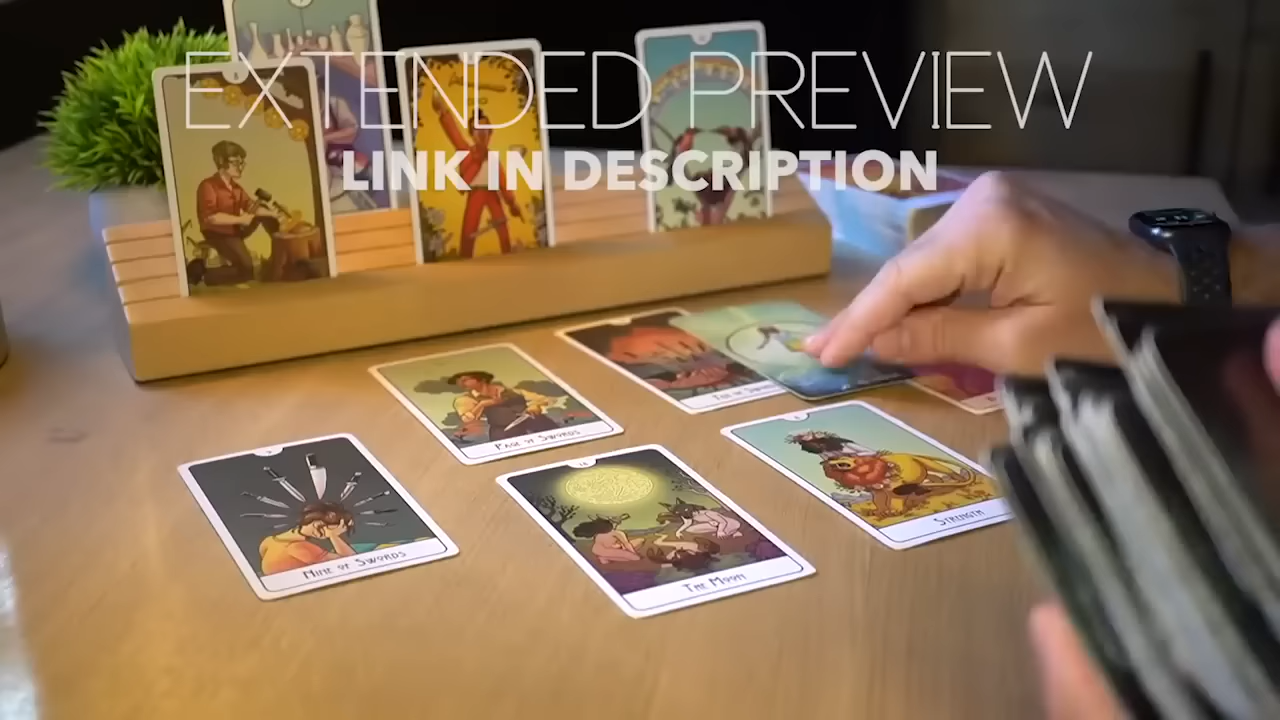 EXTENDED PREVIEW
LINK IN DESCRIPTION
PAGE OF SWORDS
STRENGTH
NINE OF SWORDS
THE MOON